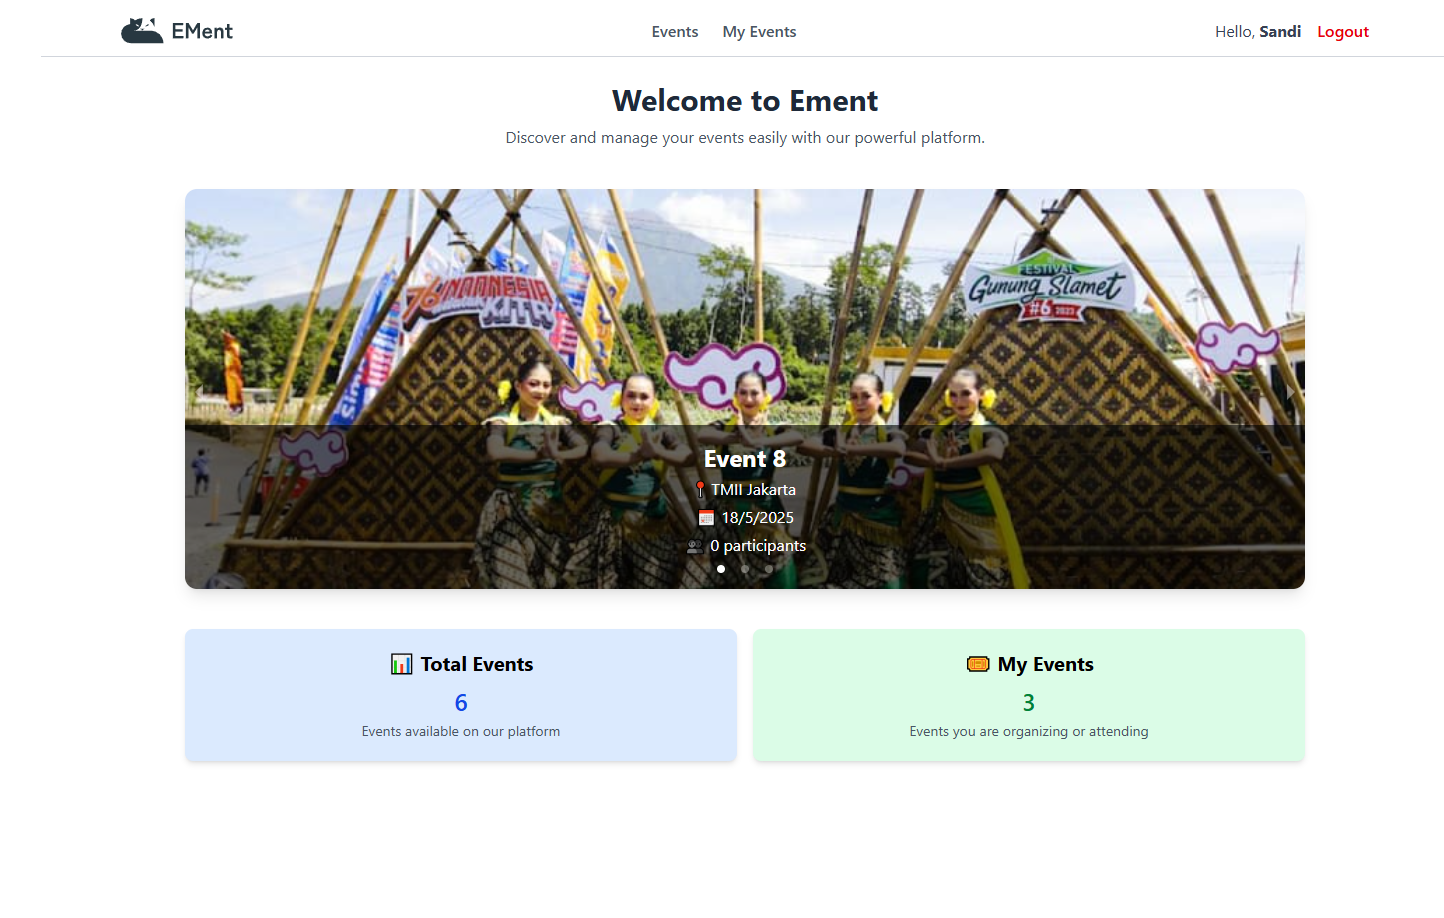 EMent
Events
My Events
Hello, Sandi
Logout
Welcome to Ement
Discover and manage your events easily with our powerful platform.
76 INDONESIA
KITA
FESTIVAL
Gunung Slamet
#6 2023
Event 8
TMII Jakarta
18/5/2025
0 participants
Total Events
6
Events available on our platform
My Events
3
Events you are organizing or attending